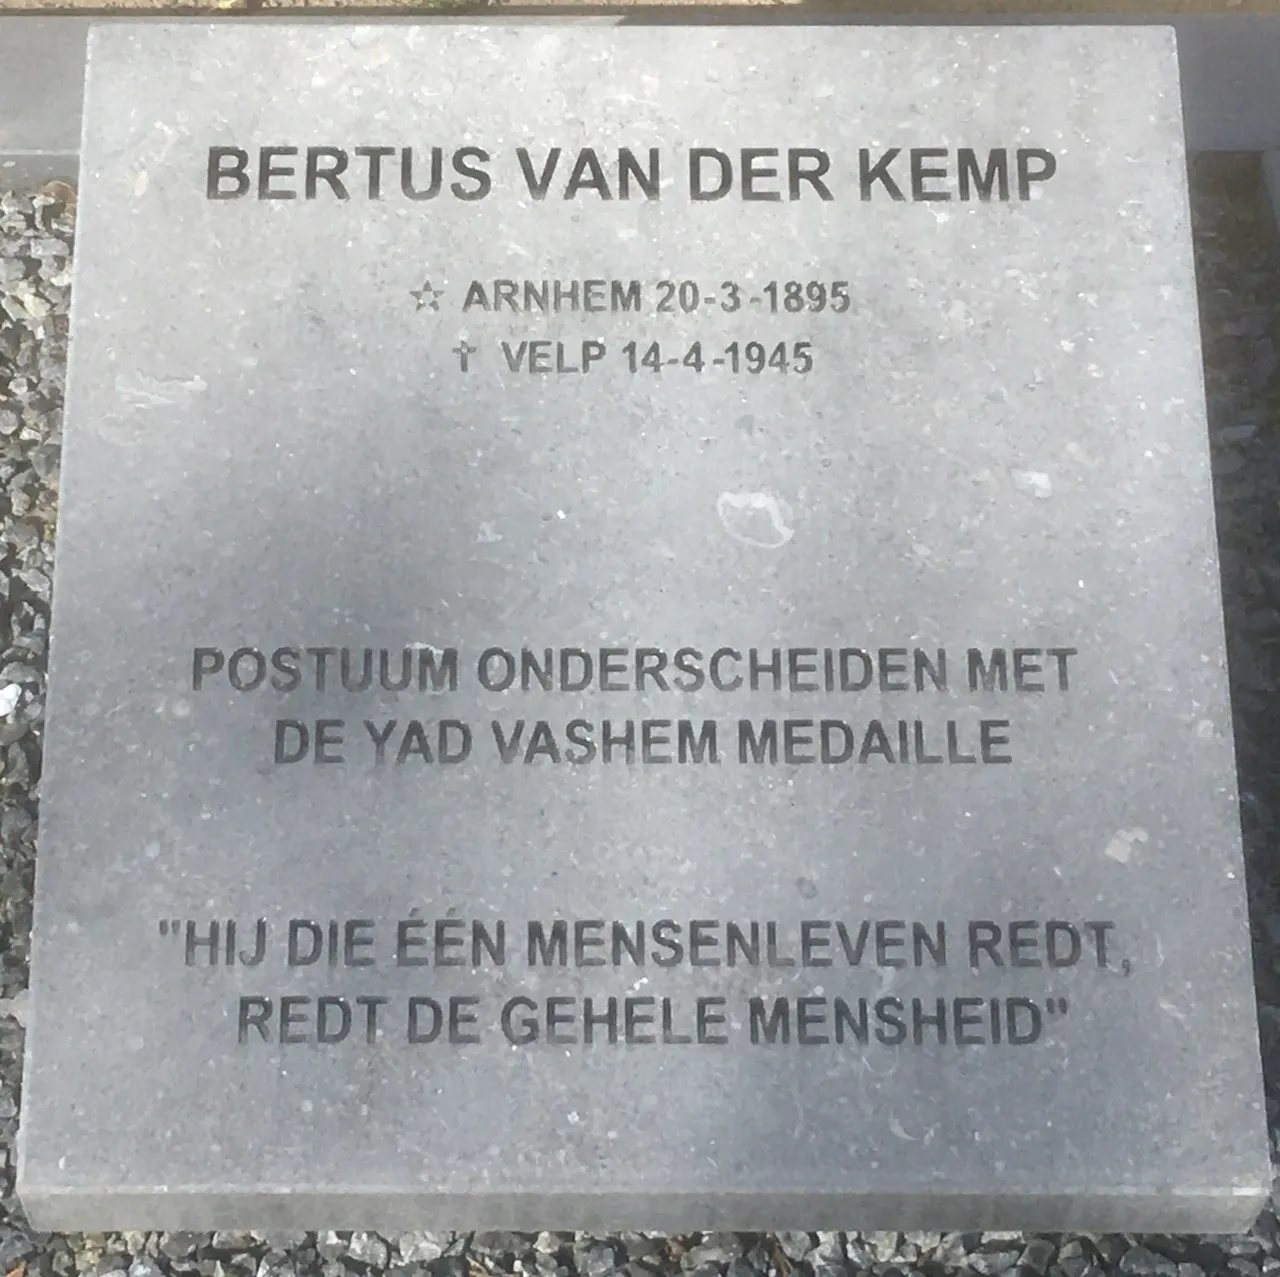 BERTUS VAN DER KEMP
☆ ARNHEM 20-3-1895
✝ VELP 14-4-1945
POSTUUM ONDERSCHEIDEN MET
DE YAD VASHEM MEDAILLE
"HIJ DIE ÉÉN MENSENLEVEN REDT,
REDT DE GEHELE MENSHEID"